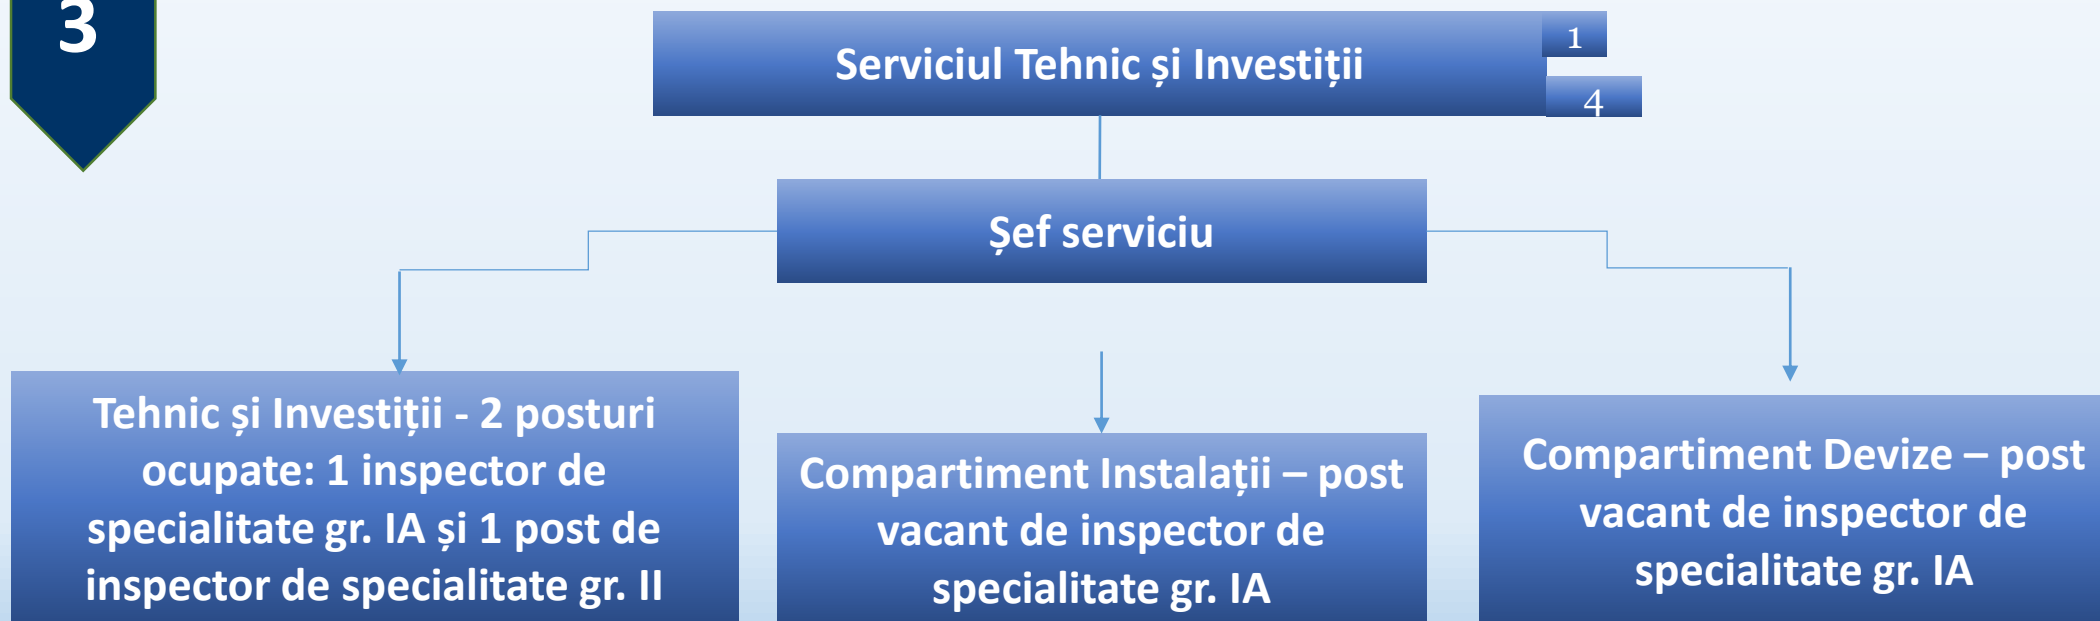 3
Serviciul Tehnic și Investiții
1
4
Șef serviciu
Tehnic și Investiții - 2 posturi
ocupate: 1 inspector de
specialitate gr. IA și 1 post de
inspector de specialitate gr. II
Compartiment Instalații – post
vacant de inspector de
specialitate gr. IA
Compartiment Devize – post
vacant de inspector de
specialitate gr. IA